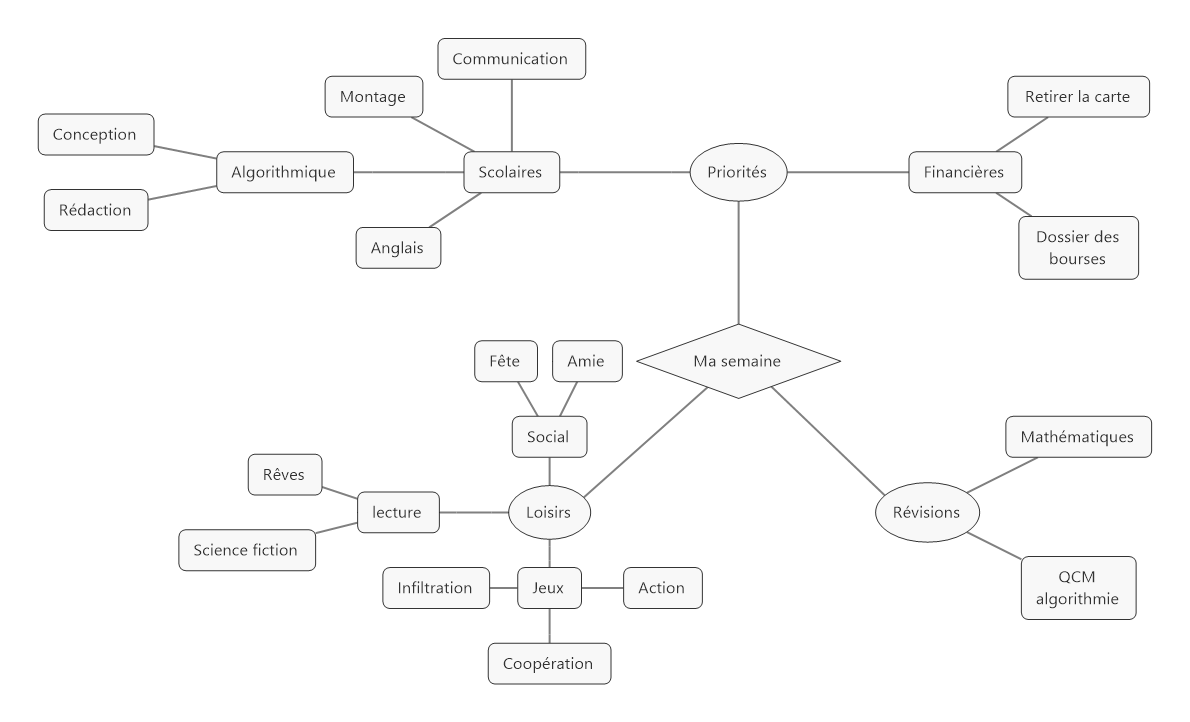 Communication
Montage
Retirer la carte
Conception
Algorithmique
Scolaires
Priorités
Financières
Rédaction
Anglais
Dossier des
bourses
Fête
Amie
Ma semaine
Social
Mathématiques
Rêves
lecture
Loisirs
Révisions
Science fiction
Infiltration
Jeux
Action
QCM
algorithmie
Coopération